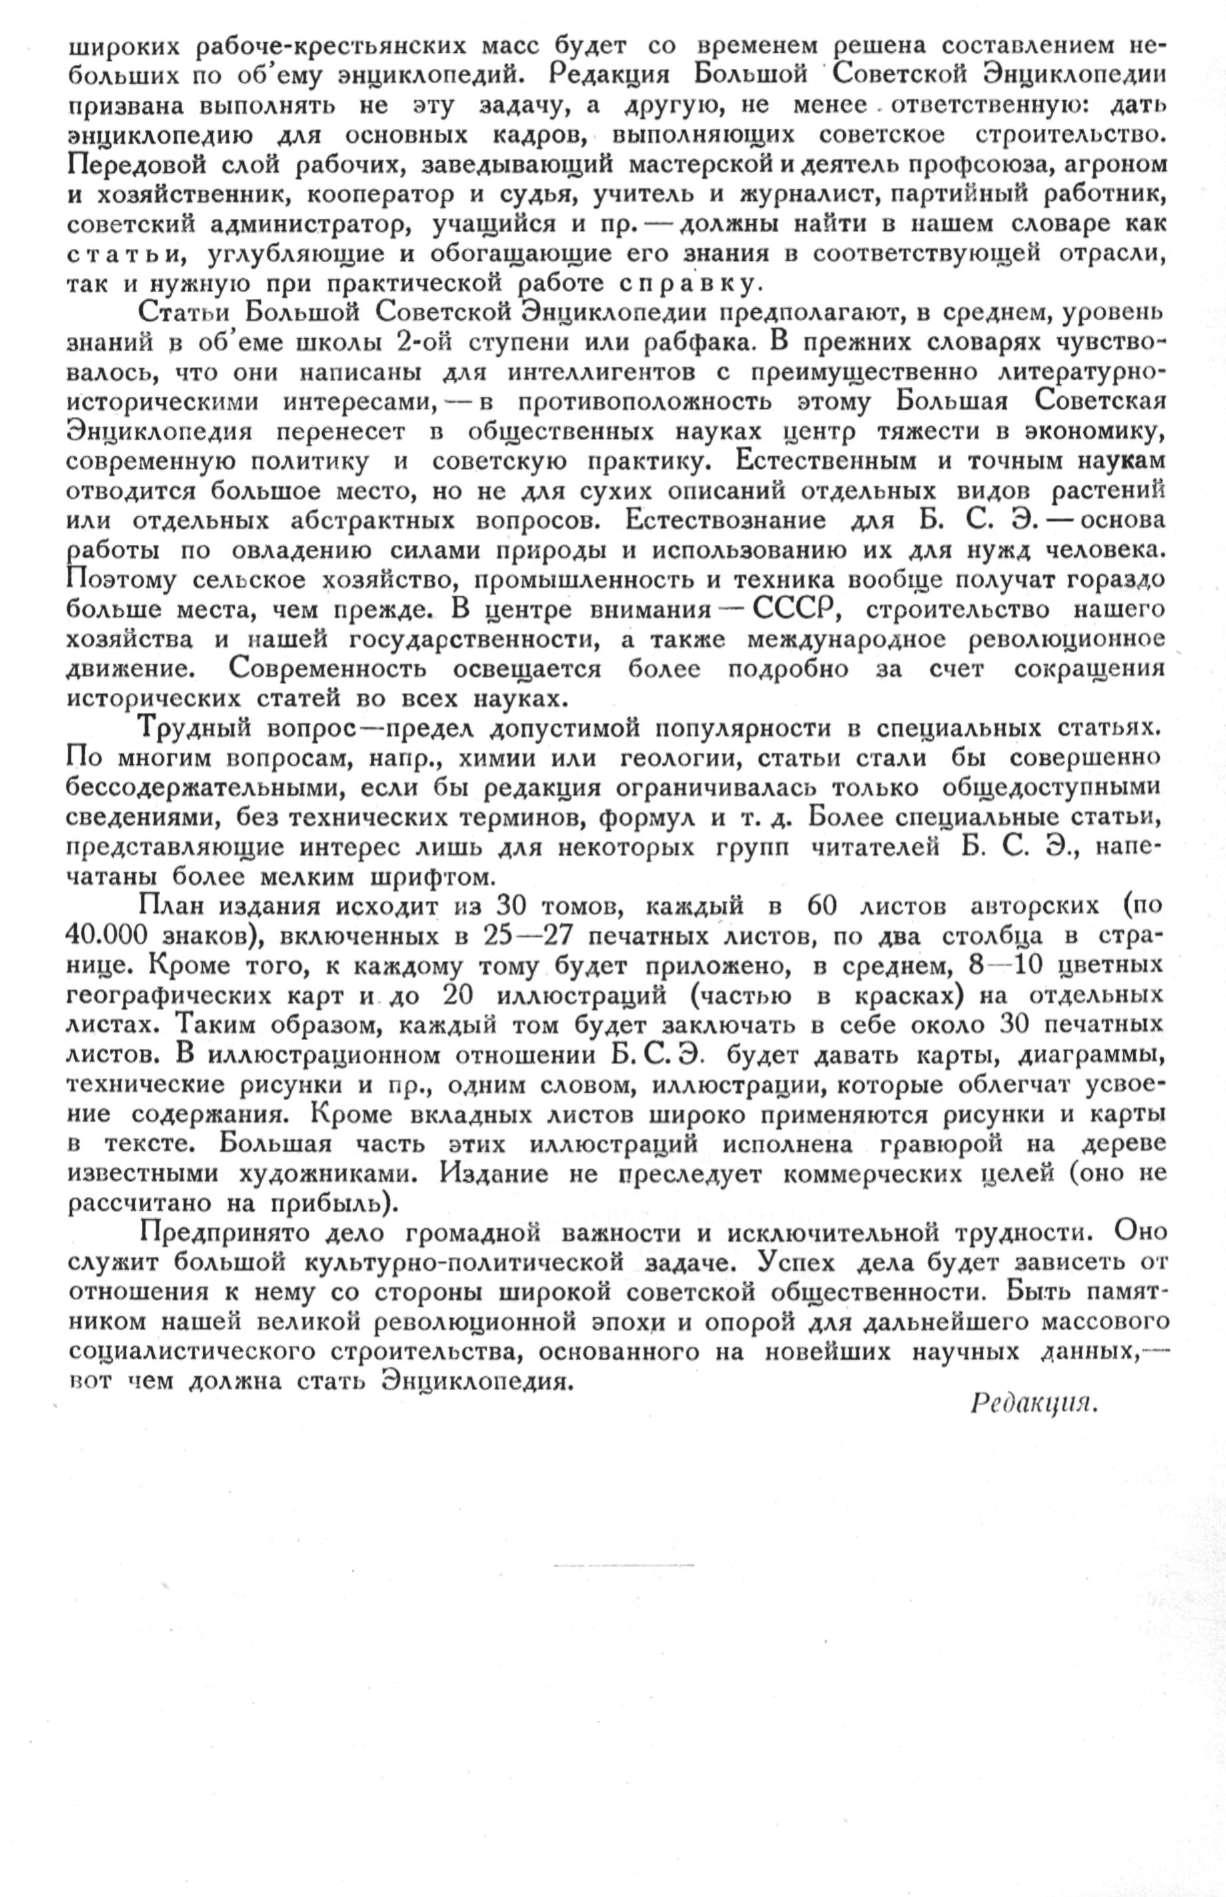 широких рабоче-крестьянских масс будет со временем решена составлением не-
больших по об’ему энциклопедий. Редакция Большой Советской Энциклопедии
призвана выполнять не эту задачу, а другую, не менее ответственную: дать
энциклопедию для основных кадров, выполняющих советское строительство.
Передовой слой рабочих, заведывающий мастерской и деятель профсоюза, агроном
и хозяйственник, кооператор и судья, учитель и журналист, партийный работник,
советский администратор, учащийся и пр. — должны найти в нашем словаре как
статьи, углубляющие и обогащающие его знания в соответствующей отрасли,
так и нужную при практической работе справку.
Статьи Большой Советской Энциклопедии предполагают, в среднем, уровень
знаний в об’еме школы 2-ой ступени или рабфака. В прежних словарях чувство-
валось, что они написаны для интеллигентов с преимущественно литературно-
историческими интересами, — в противоположность этому Большая Советская
Энциклопедия перенесет в общественных науках центр тяжести в экономику,
современную политику и советскую практику. Естественным и точным наукам
отводится большое место, но не для сухих описаний отдельных видов растений
или отдельных абстрактных вопросов. Естествознание для Б. С. Э. — основа
работы по овладению силами природы и использованию их для нужд человека.
Поэтому сельское хозяйство, промышленность и техника вообще получат гораздо
больше места, чем прежде. В центре внимания — СССР, строительство нашего
хозяйства и нашей государственности, а также международное революционное
движение. Современность освещается более подробно за счет сокращения
исторических статей во всех науках.
Трудный вопрос—предел допустимой популярности в специальных статьях.
По многим вопросам, напр., химии или геологии, статьи стали бы совершенно
бессодержательными, если бы редакция ограничивалась только общедоступными
сведениями, без технических терминов, формул и т. д. Более специальные статьи,
представляющие интерес лишь для некоторых групп читателей Б. С. Э., напе-
чатаны более мелким шрифтом.
План издания исходит из 30 томов, каждый в 60 листов авторских (по
40.000 знаков), включенных в 25—27 печатных листов, по два столбца в стра-
нице. Кроме того, к каждому тому будет приложено, в среднем, 8—10 цветных
географических карт и до 20 иллюстраций (частью в красках) на отдельных
листах. Таким образом, каждый том будет заключать в себе около 30 печатных
листов. В иллюстрационном отношении Б. С. Э. будет давать карты, диаграммы,
технические рисунки и пр., одним словом, иллюстрации, которые облегчат усвое-
ние содержания. Кроме вкладных листов широко применяются рисунки и карты
в тексте. Большая часть этих иллюстраций исполнена гравюрой на дереве
известными художниками. Издание не преследует коммерческих целей (оно не
рассчитано на прибыль).
Предпринято дело громадной важности и исключительной трудности. Оно
служит большой культурно-политической задаче. Успех дела будет зависеть от
отношения к нему со стороны широкой советской общественности. Быть памят-
ником нашей великой революционной эпохи и опорой для дальнейшего массового
социалистического строительства, основанного на новейших научных данных,—
вот чем должна стать Энциклопедия.
Редакция.